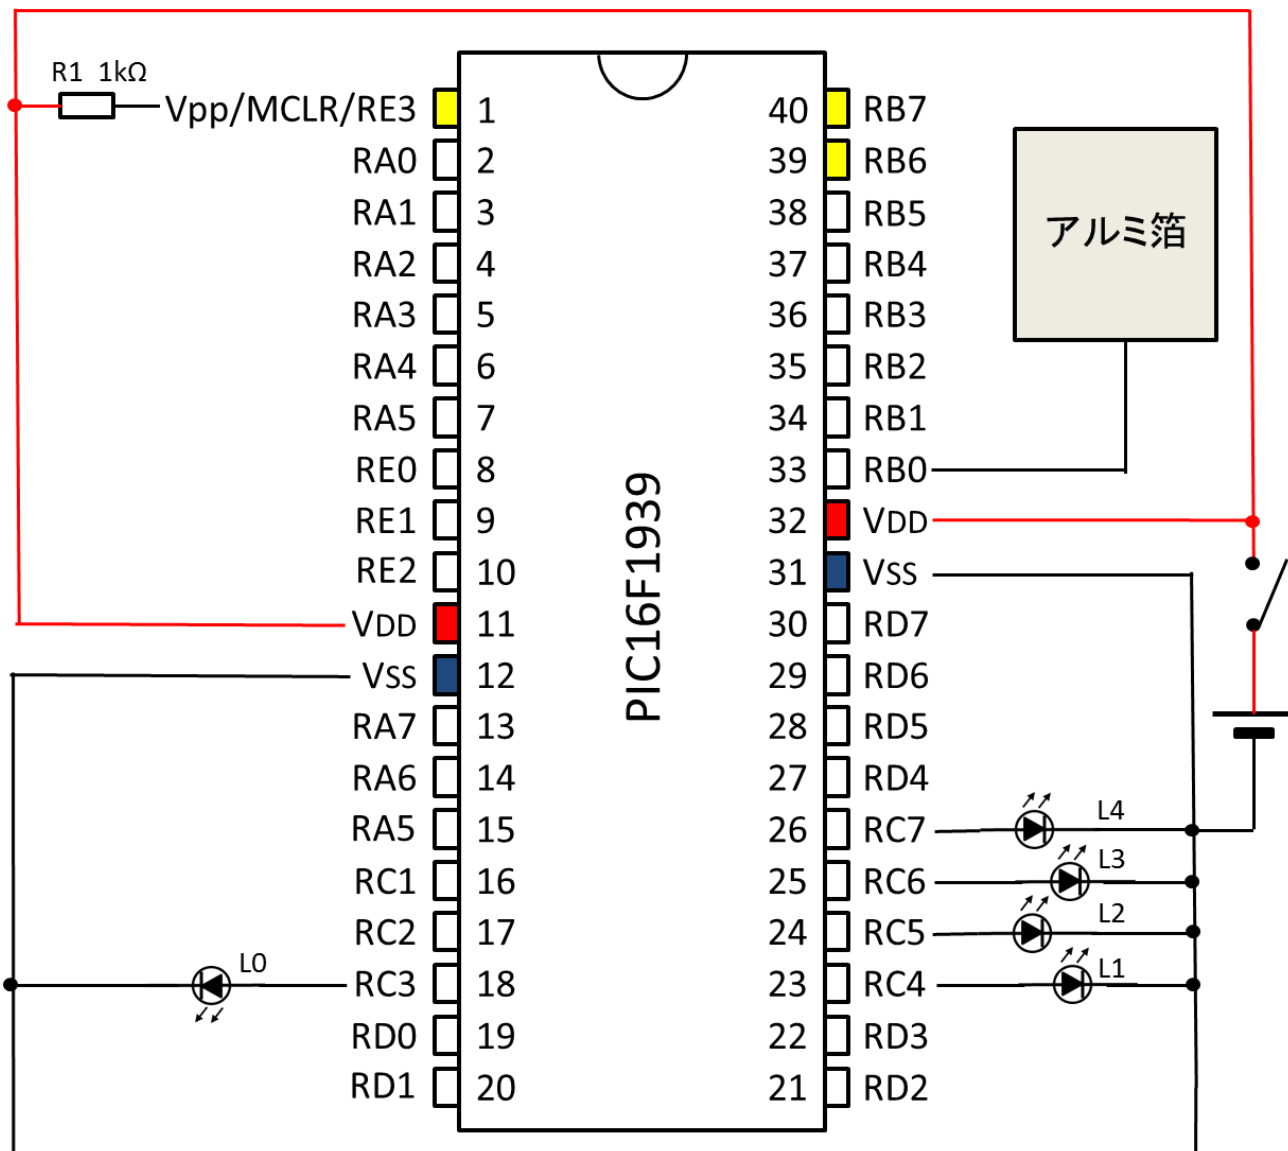 R1 1kΩ
Vpp/MCLR/RE3 1
RA0 2
RA1 3
RA2 4
RA3 5
RA4 6
RA5 7
RE0 8
RE1 9
RE2 10
VDD 11
VSS 12
RA7 13
RA6 14
RA5 15
RC1 16
RC2 17
L0
RC3 18
RD0 19
RD1 20
PIC16F1939
40 RB7
39 RB6
38 RB5
37 RB4
36 RB3
35 RB2
34 RB1
33 RB0
32 VDD
31 VSS
30 RD7
29 RD6
28 RD5
27 RD4
26 RC7
25 RC6
24 RC5
23 RC4
22 RD3
21 RD2
アルミ箔
L4
L3
L2
L1